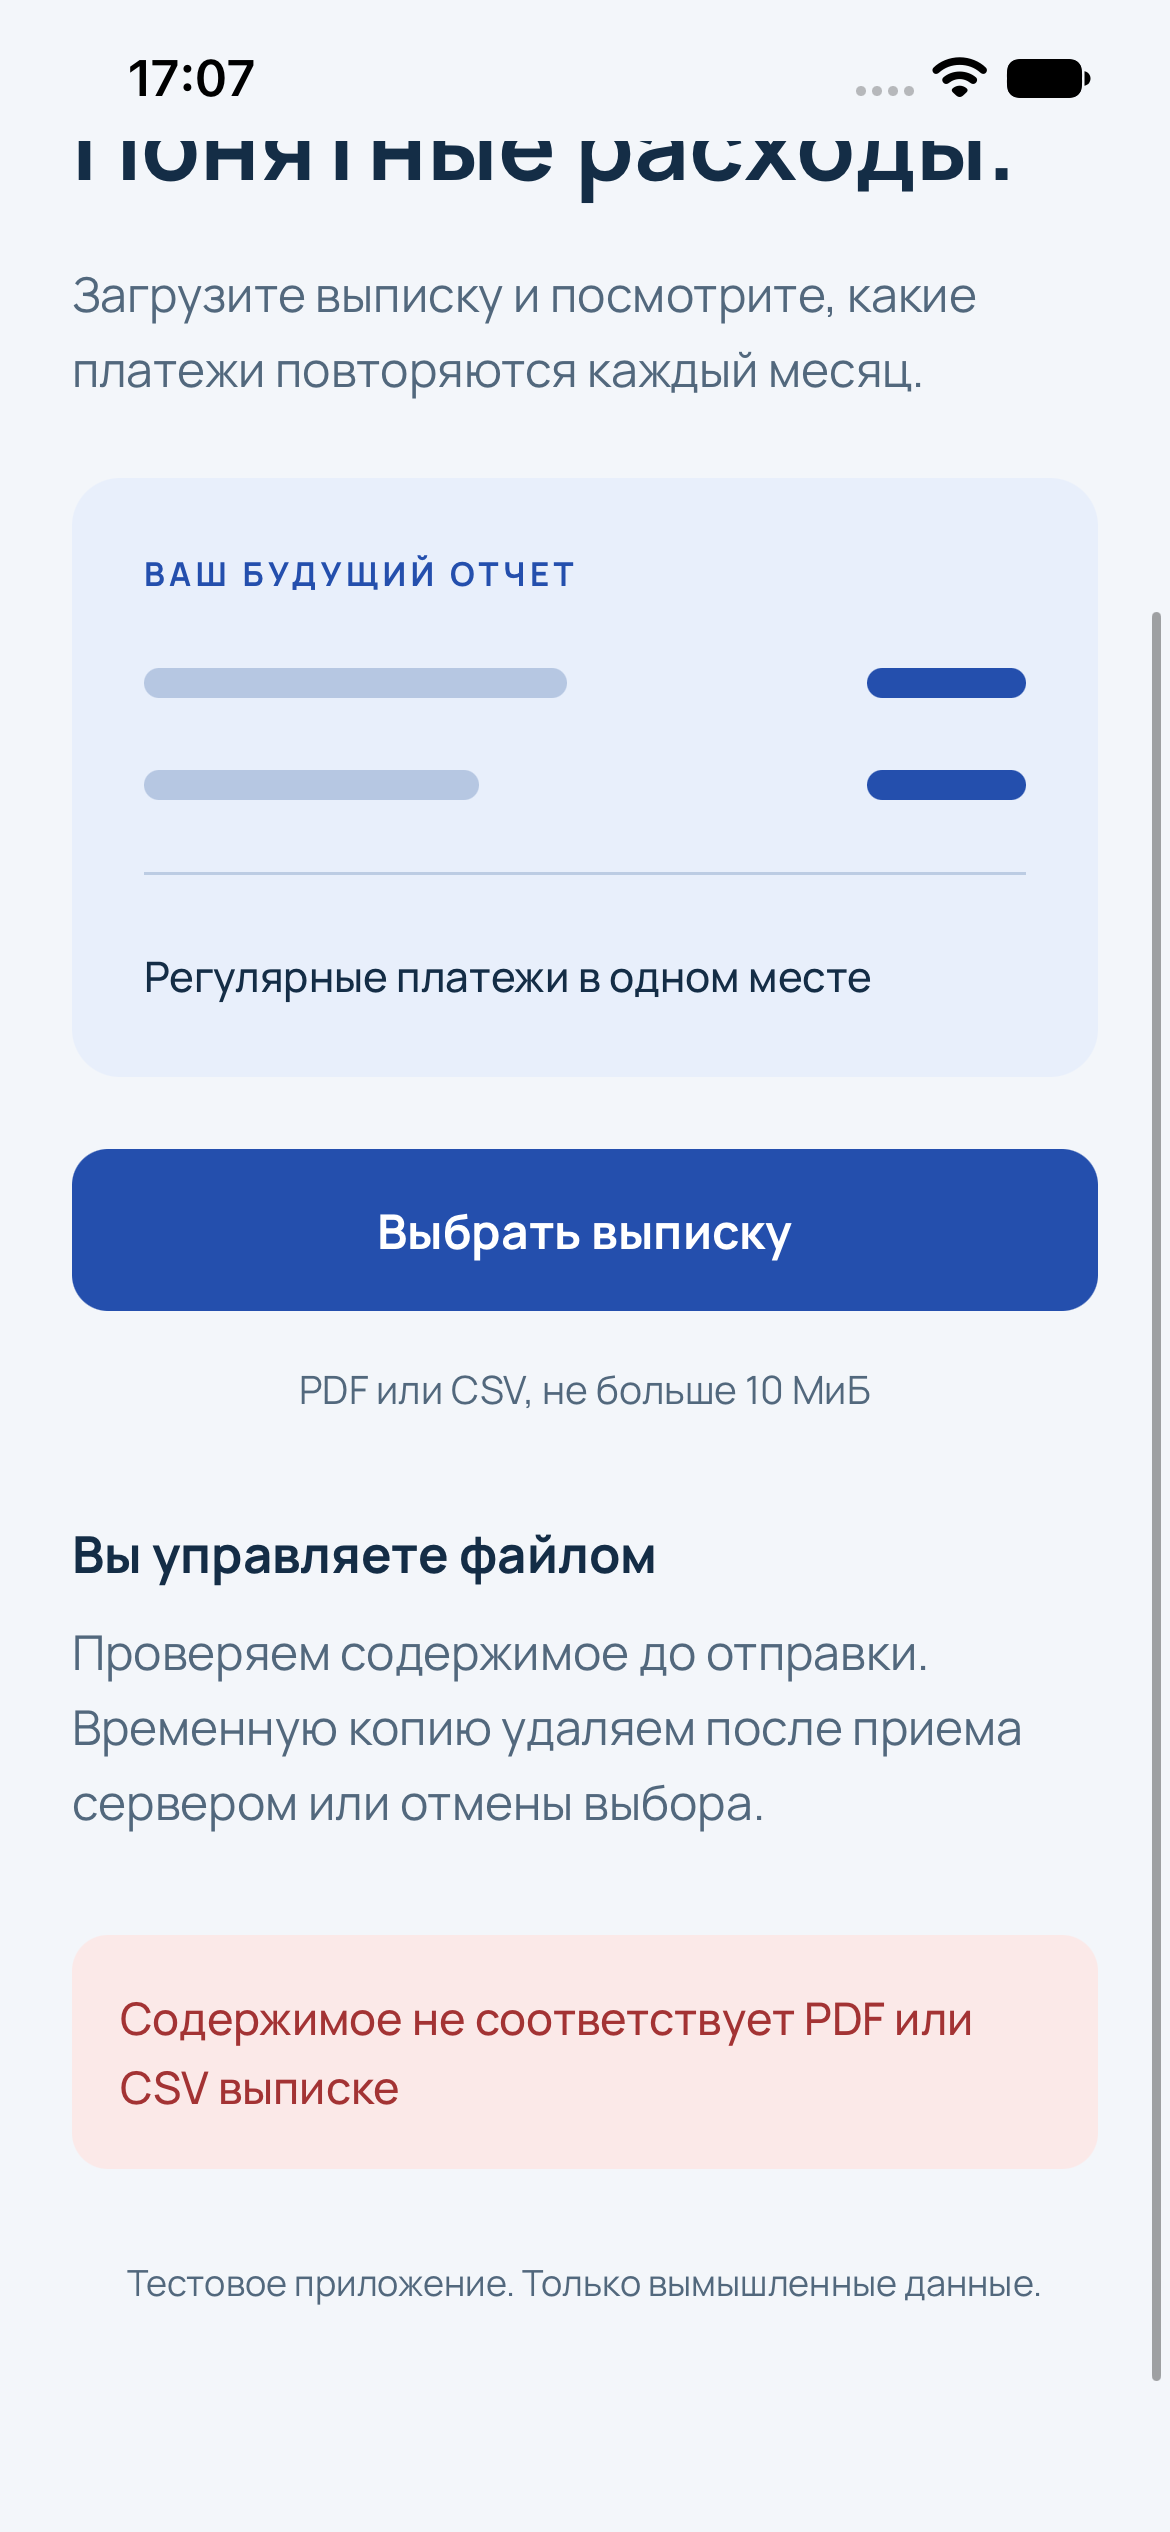 17:07
Понятные расходы.
Загрузите выписку и посмотрите, какие
платежи повторяются каждый месяц.
ВАШ БУДУЩИЙ ОТЧЕТ
Регулярные платежи в одном месте
Выбрать выписку
PDF или CSV, не больше 10 МиБ
Вы управляете файлом
Проверяем содержимое до отправки.
Временную копию удаляем после приема
сервером или отмены выбора.
Содержимое не соответствует PDF или
CSV выписке
Тестовое приложение. Только вымышленные данные.